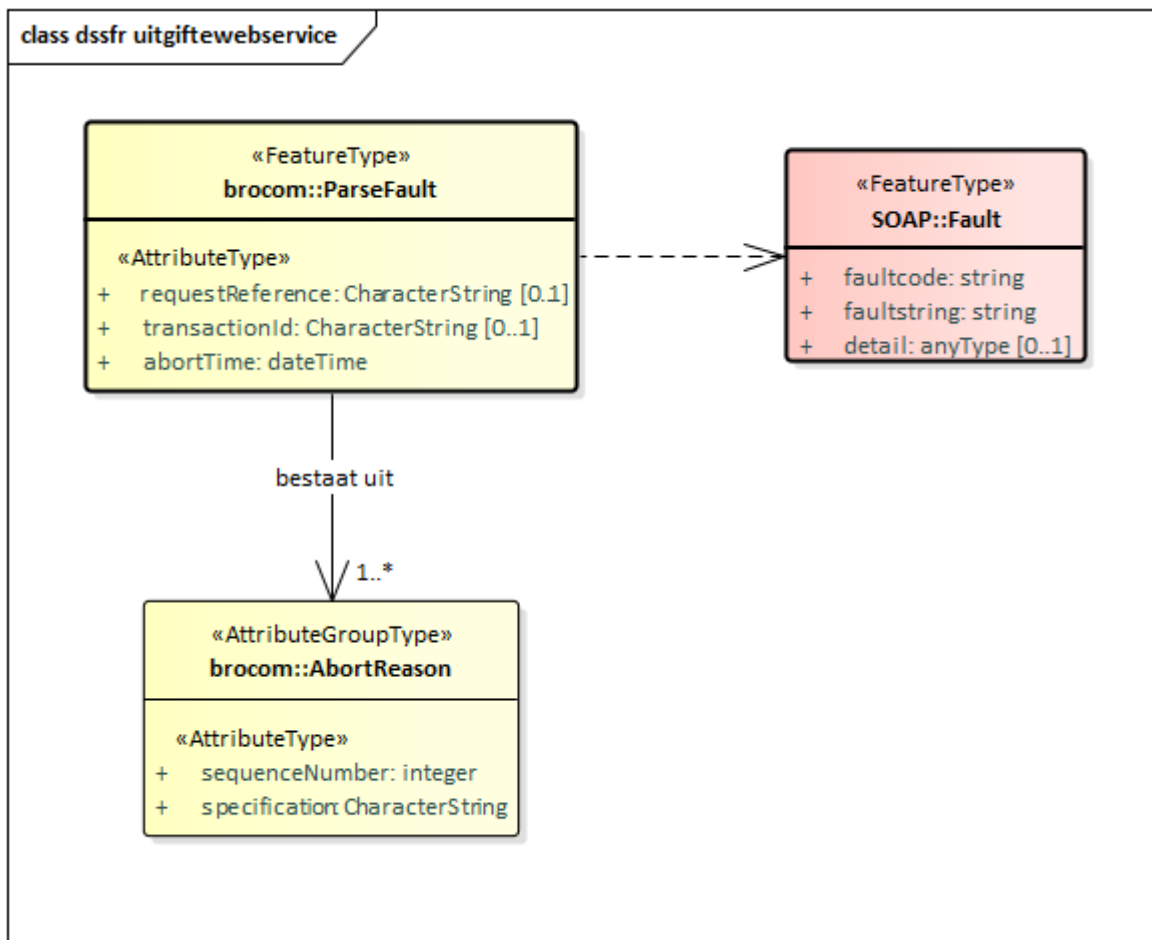 class dssfr uitgiftewebservice
«FeatureType»
brocom::ParseFault
«AttributeType»
+ requestReference: CharacterString [0.1]
+ transactionId: CharacterString [0..1]
+ abortTime: dateTime
«FeatureType»
SOAP::Fault
+ faultcode: string
+ faultstring: string
+ detail: anyType [0..1]
bestaat uit
1..*
«AttributeGroupType»
brocom::AbortReason
«AttributeType»
+ sequenceNumber: integer
+ specification: CharacterString